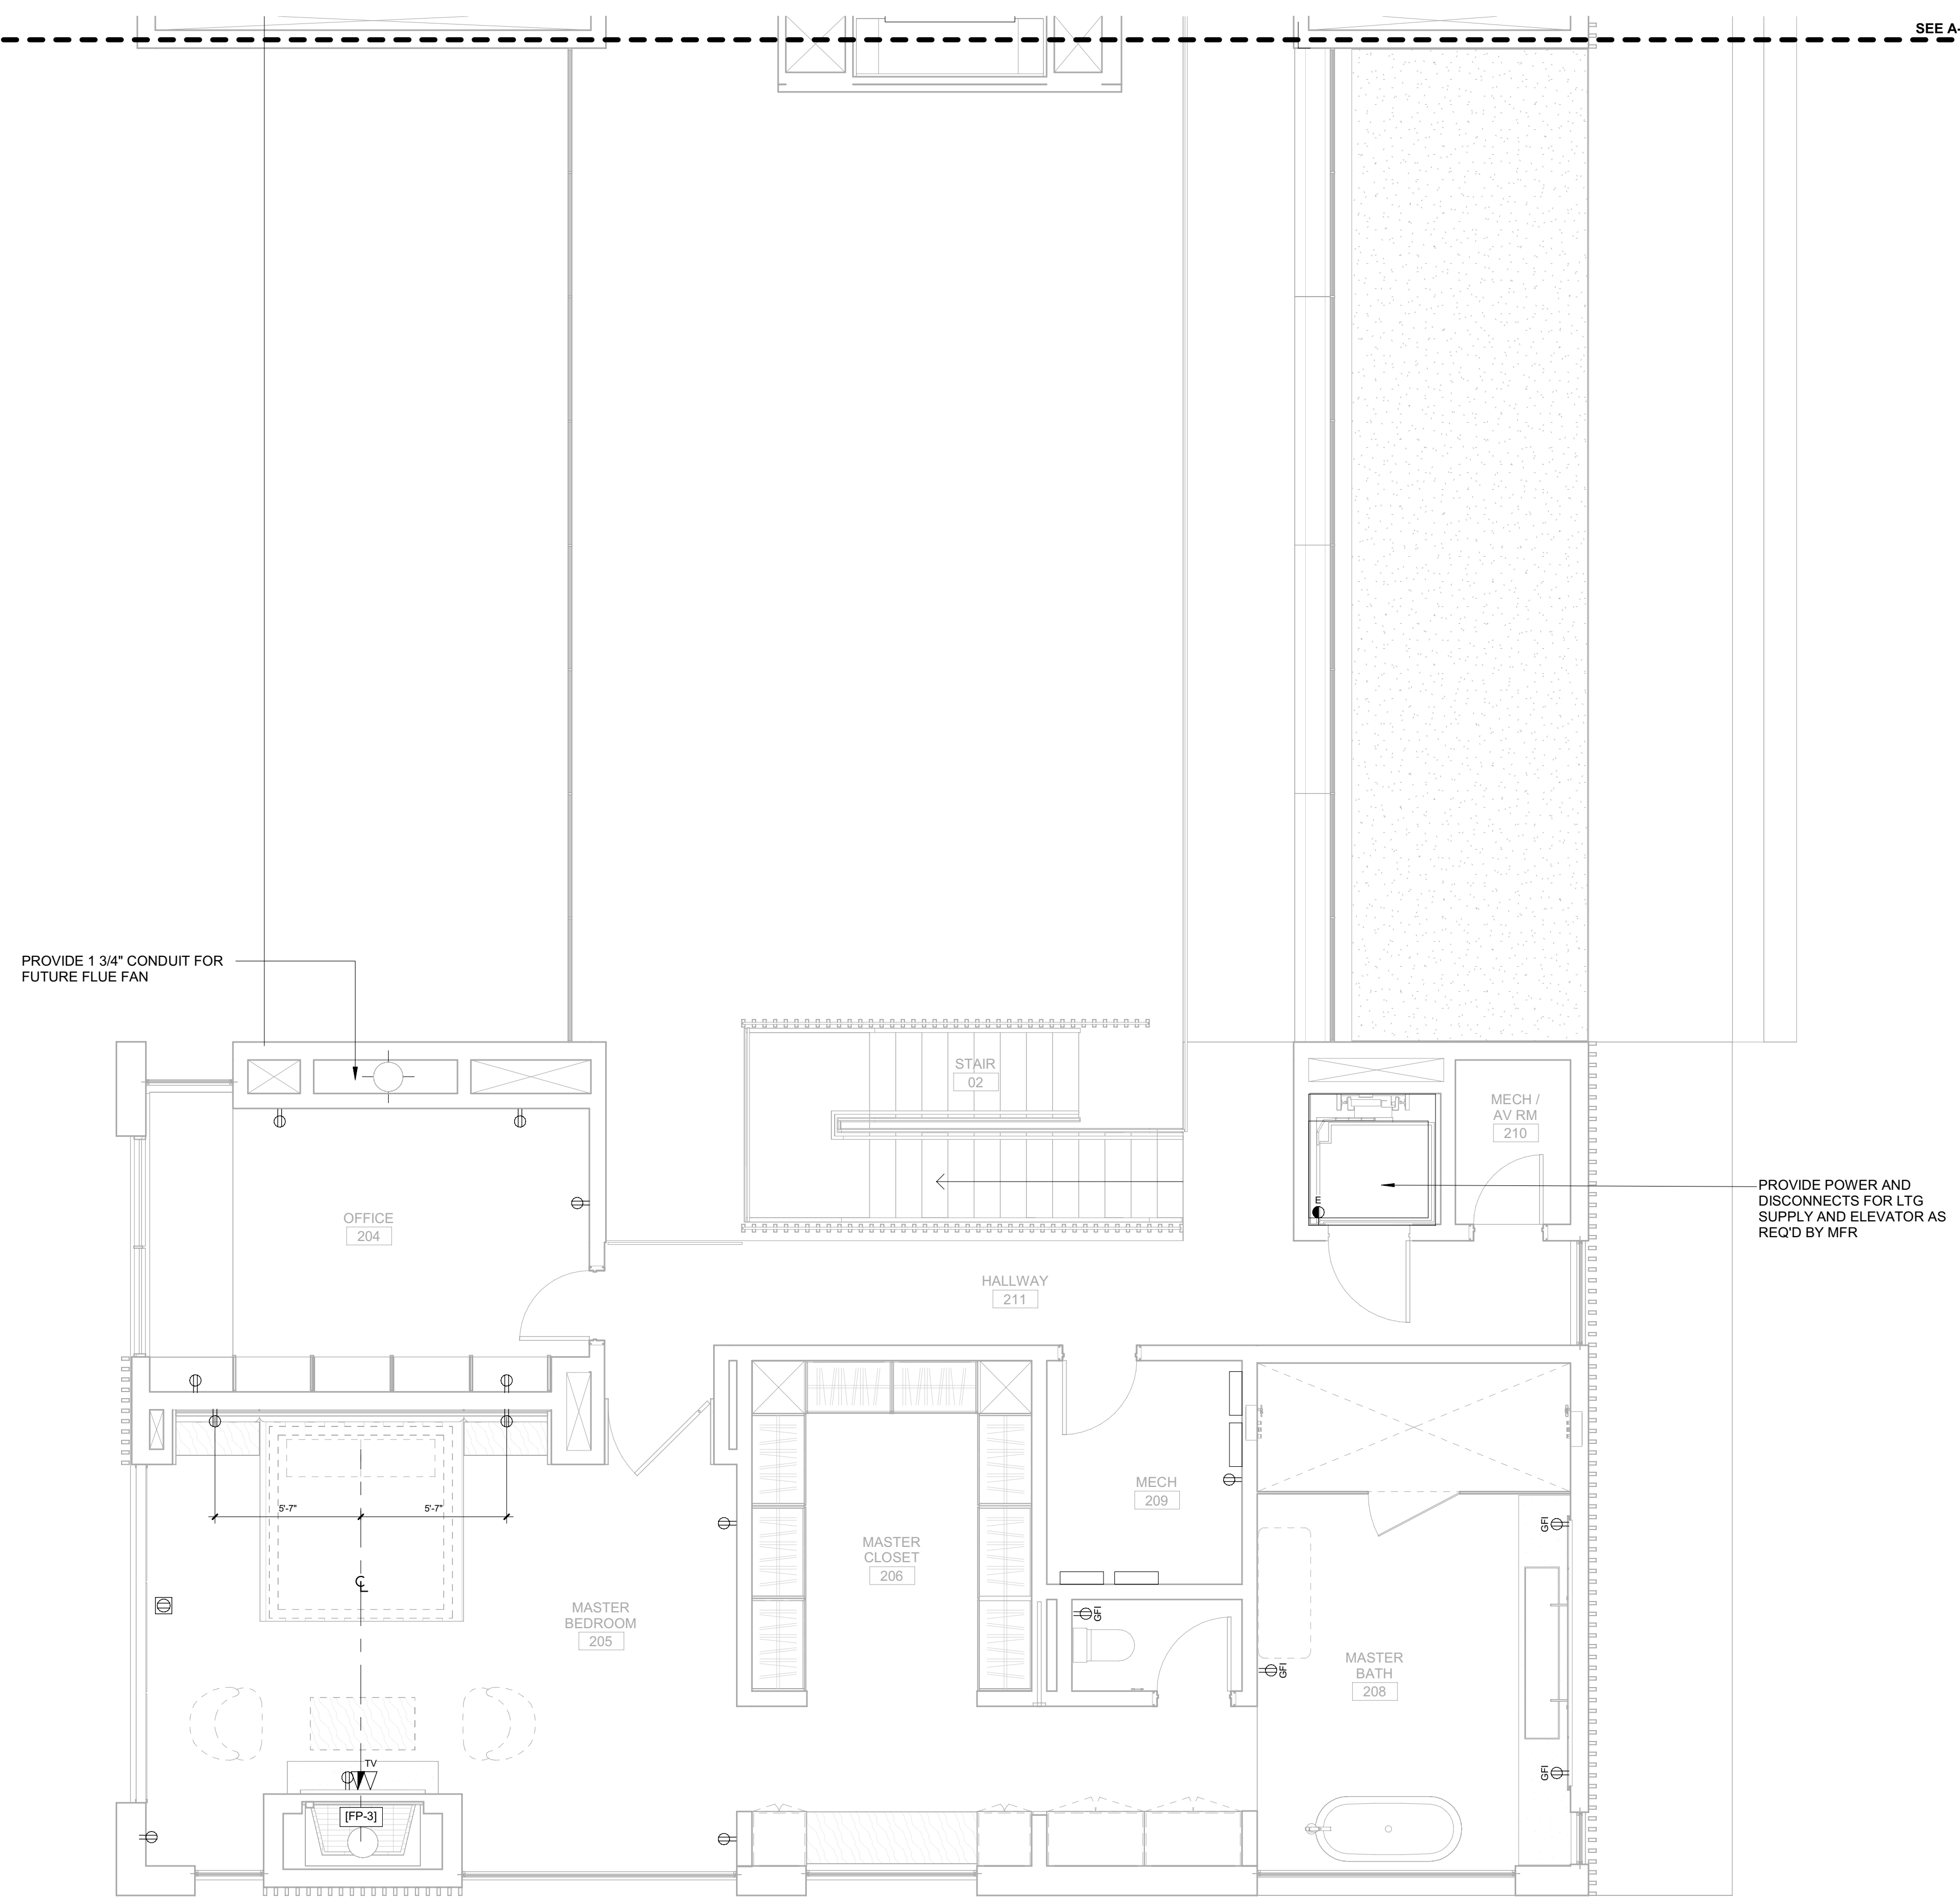 SEE A-
PROVIDE 1 3/4" CONDUIT FOR
FUTURE FLUE FAN
STAIR
02
MECH /
AV RM
210
E
PROVIDE POWER AND
DISCONNECTS FOR LTG
SUPPLY AND ELEVATOR AS
REQ'D BY MFR
OFFICE
204
HALLWAY
211
MECH
209
5'-7"
5'-7"
MASTER
CLOSET
206
GFI
MASTER
BEDROOM
205
GFI
MASTER
BATH
208
GFI
TV
GFI
[FP-3]